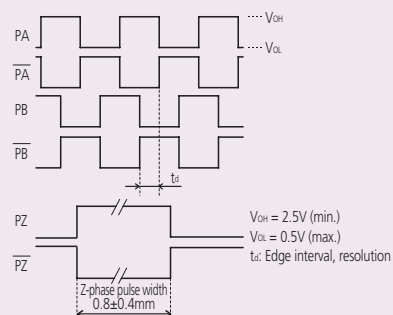 PA
VOH
VOL
PA
PB
PB
td
PZ
PZ
VOH = 2.5V (min.)
VOL = 0.5V (max.)
td: Edge interval, resolution
Z-phase pulse width
0.8±0.4mm